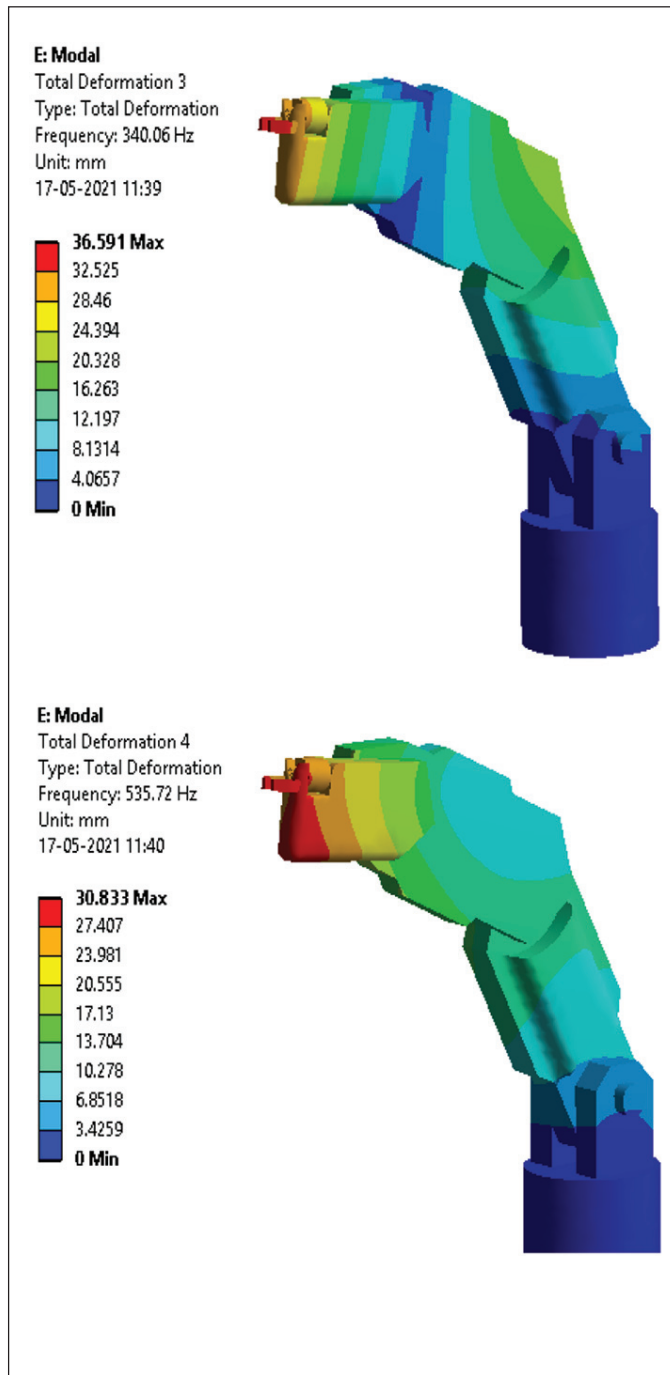 E: Modal
Total Deformation 3
Type: Total Deformation
Frequency: 340.06 Hz
Unit: mm
17-05-2021 11:39
36.591 Max
32.525
28.46
24.394
20.328
16.263
12.197
8.1314
4.0657
0 Min
E: Modal
Total Deformation 4
Type: Total Deformation
Frequency: 535.72 Hz
Unit: mm
17-05-2021 11:40
30.833 Max
27.407
23.981
20.555
17.13
13.704
10.278
6.8518
3.4259
0 Min